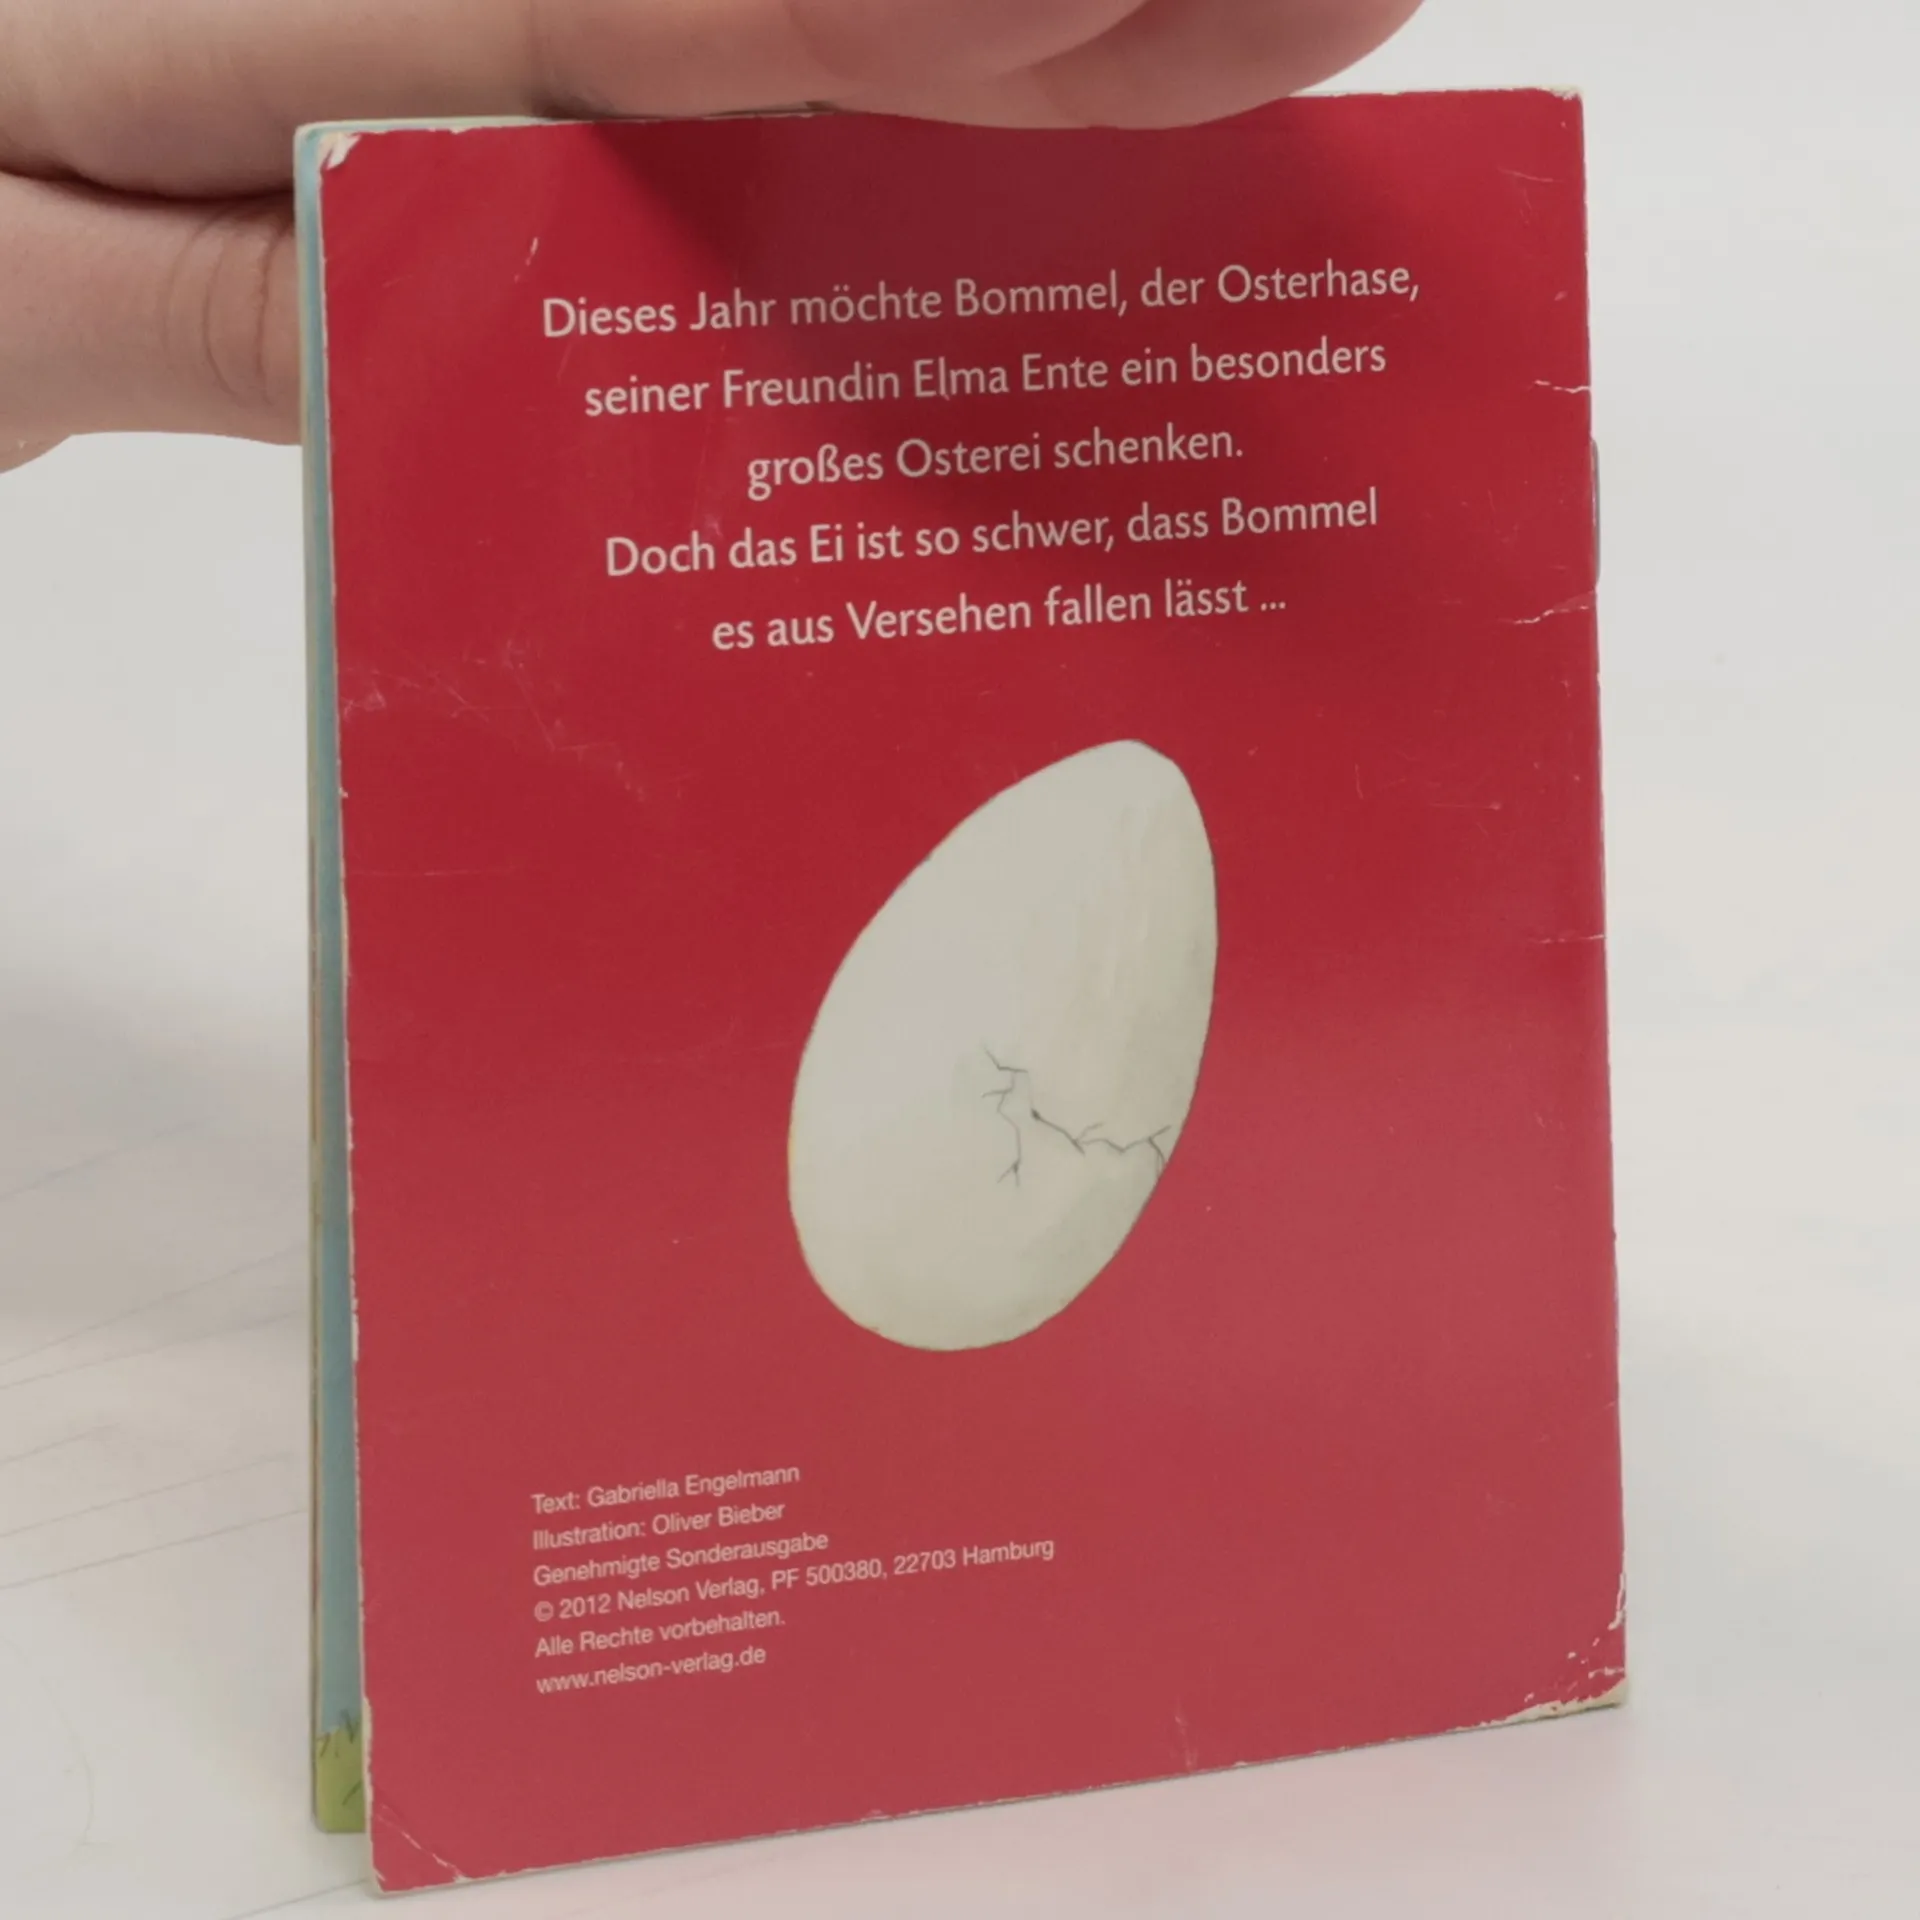 Dieses Jahr möchte Bommel, der Osterhase,
seiner Freundin Elma Ente ein besonders
großes Osterei schenken.
Doch das Ei ist so schwer, dass Bommel
es aus Versehen fallen lässt ...
Text: Gabriella Engelmann
Illustration: Oliver Bieber
Genehmigte Sonderausgabe
© 2012 Nelson Verlag, PF 500380, 22703 Hamburg
Alle Rechte vorbehalten.
www.nelson-verlag.de